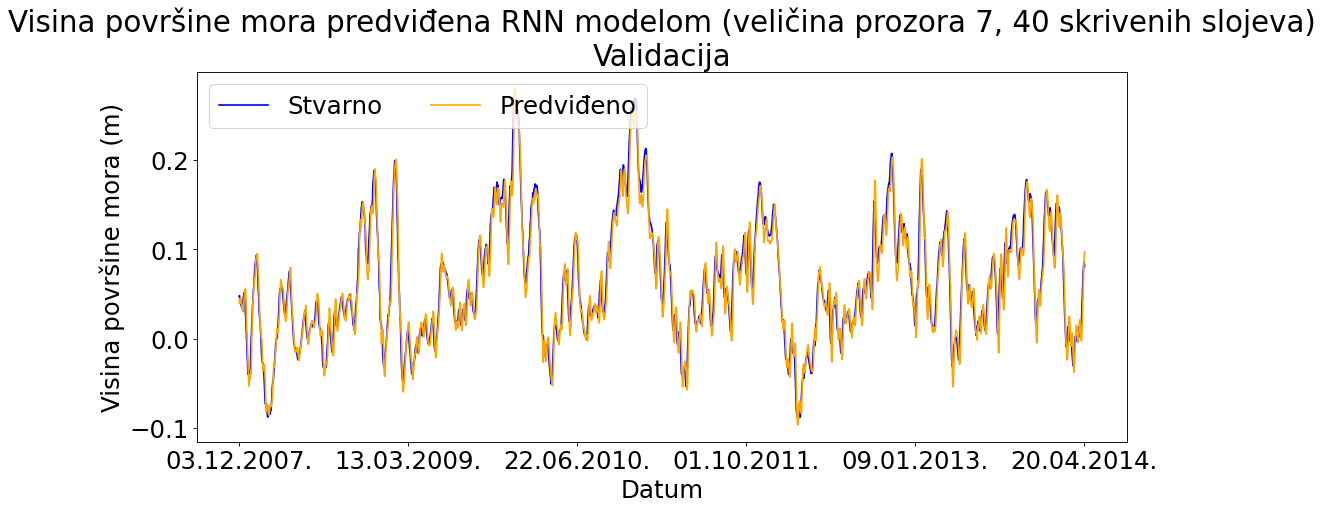 Visina površine mora predviđena RNN modelom (veličina prozora 7, 40 skrivenih slojeva)
Validacija
Stvarno Predviđeno
Visina površine mora (m)
0.2
0.1
0.0
−0.1
03.12.2007. 13.03.2009. 22.06.2010. 01.10.2011. 09.01.2013. 20.04.2014.
Datum